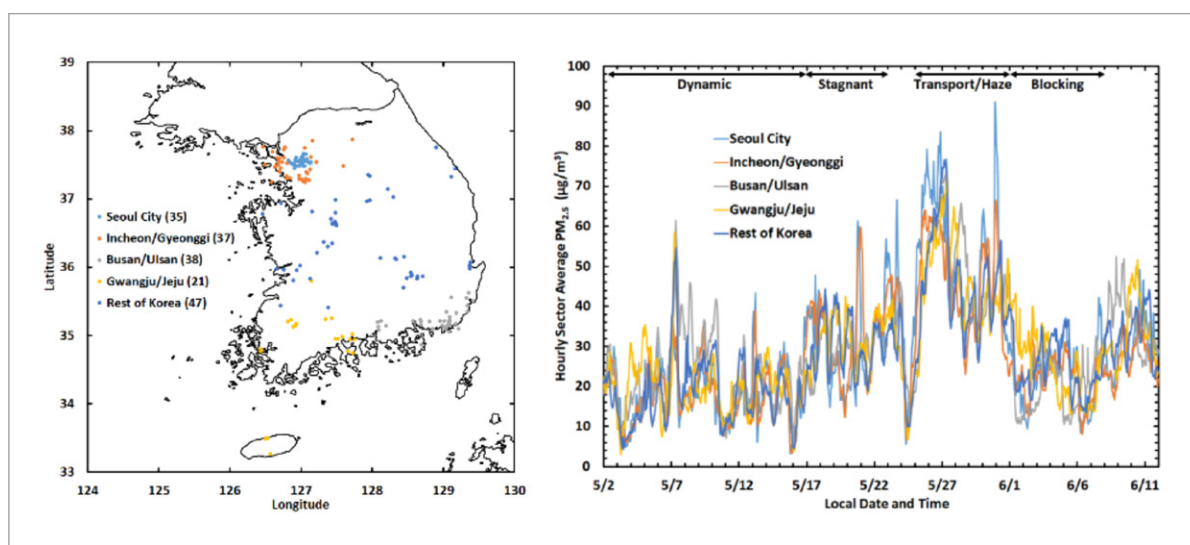 39
38
37
36
35
34
33
Latitude
124
125
126
127
128
129
130
Longitude
Seoul City (35)
Incheon/Gyeonggi (37)
Busan/Ulsan (38)
Gwangju/Jeju (21)
Rest of Korea (47)
100
90
80
70
60
50
40
30
20
10
0
Hourly Sector Average PM2.5 (µg/m³)
Dynamic
Stagnant
Transport/Haze
Blocking
Seoul City
Incheon/Gyeonggi
Busan/Ulsan
Gwangju/Jeju
Rest of Korea
5/2
5/7
5/12
5/17
5/22
5/27
6/1
6/6
6/11
Local Date and Time